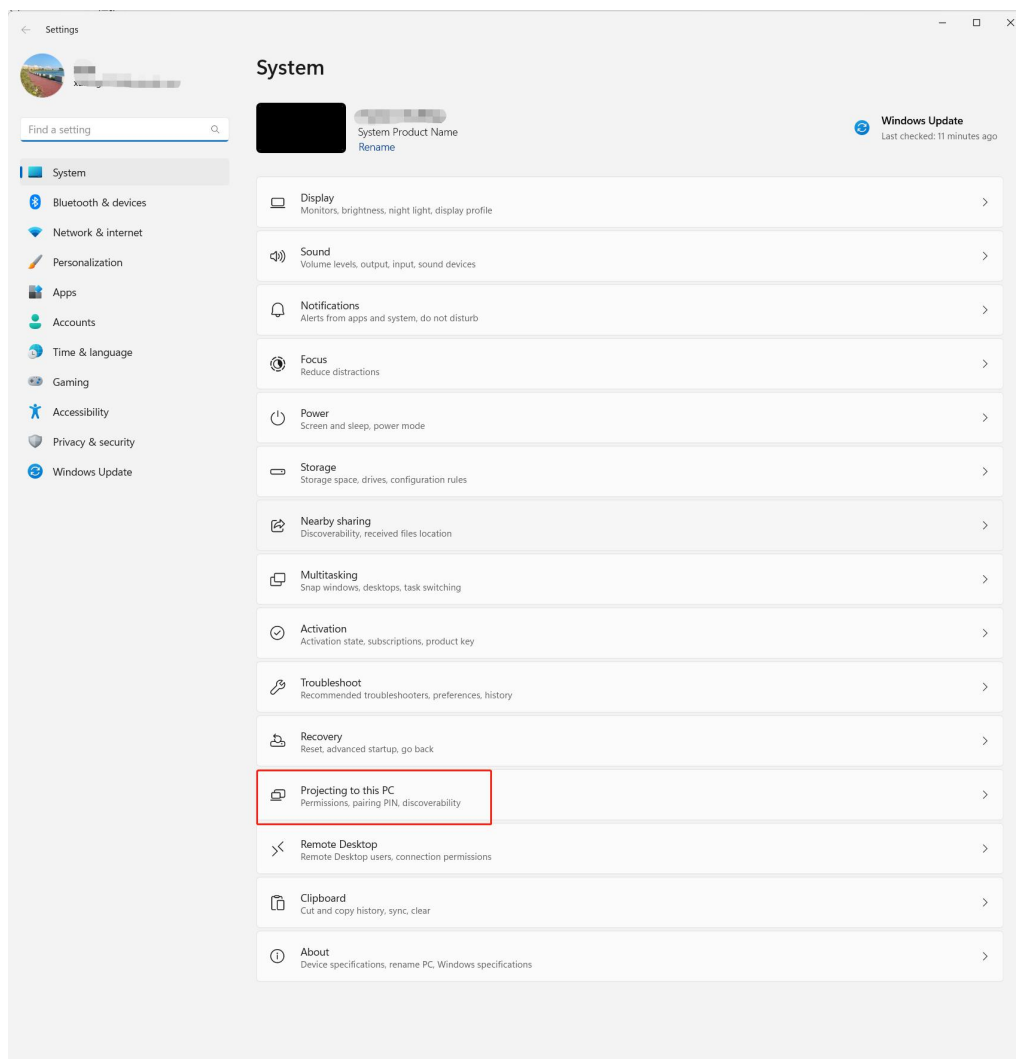 Settings
System
System Product Name
Rename
Windows Update
Last checked: 11 minutes ago
Find a setting
System
Bluetooth & devices
Network & internet
Personalization
Apps
Accounts
Time & language
Gaming
Accessibility
Privacy & security
Windows Update
Display
Monitors, brightness, night light, display profile
Sound
Volume levels, output, input, sound devices
Notifications
Alerts from apps and system, do not disturb
Focus
Reduce distractions
Power
Screen and sleep, power mode
Storage
Storage space, drives, configuration rules
Nearby sharing
Discoverability, received files location
Multitasking
Snap windows, desktops, task switching
Activation
Activation state, subscriptions, product key
Troubleshoot
Recommended troubleshooters, preferences, history
Recovery
Reset, advanced startup, go back
Projecting to this PC
Permissions, pairing PIN, discoverability
Remote Desktop
Remote Desktop users, connection permissions
Clipboard
Cut and copy history, sync, clear
About
Device specifications, rename PC, Windows specifications